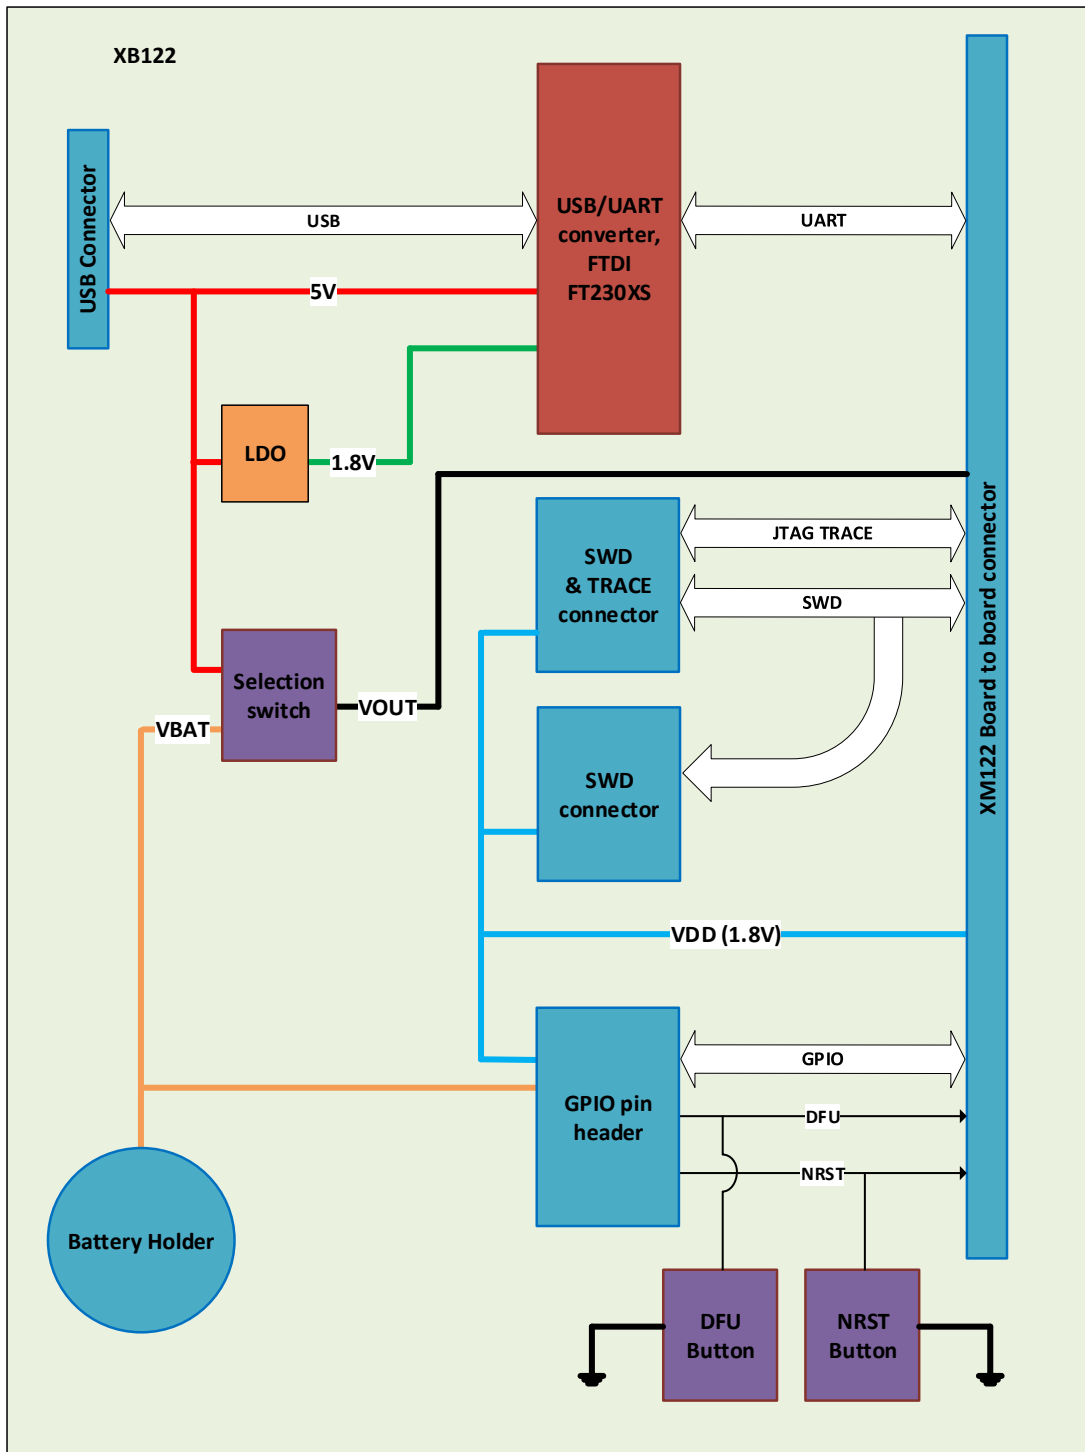 XB122
USB Connector
USB
USB/UART
converter,
FTDI
FT230XS
UART
5V
LDO
1.8V
SWD
& TRACE
connector
JTAG TRACE
SWD
XM122 Board to board connector
Selection
switch
VOUT
VBAT
SWD
connector
VDD (1.8V)
GPIO pin
header
GPIO
DFU
NRST
Battery Holder
DFU
Button
NRST
Button